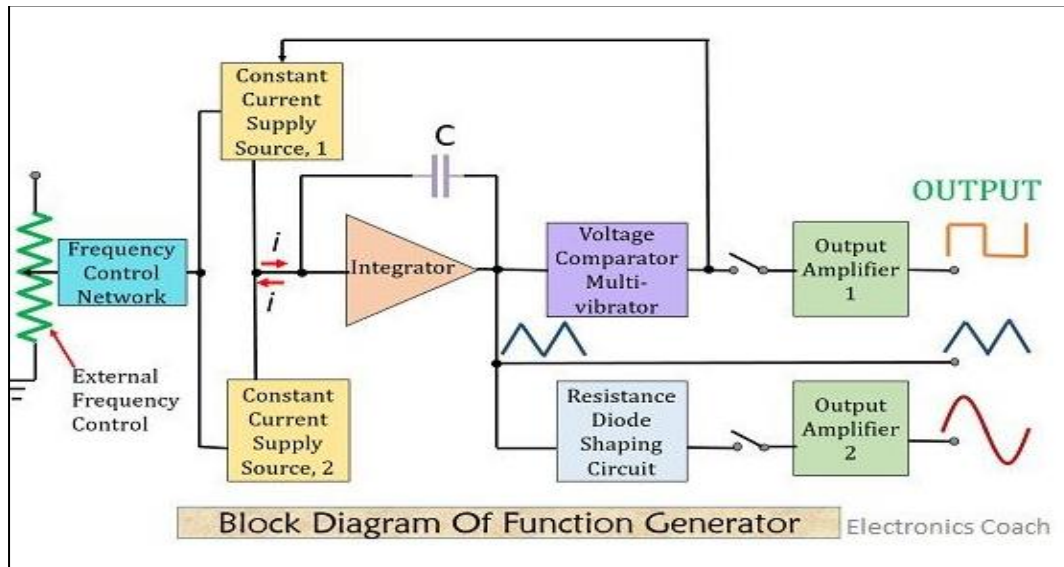 Constant
Current
Supply
Source, 1
C
OUTPUT
Frequency
Control
Network
i
i
Integrator
Voltage
Comparator
Multi-
vibrator
Output
Amplifier
1
External
Frequency
Control
Constant
Current
Supply
Source, 2
Resistance
Diode
Shaping
Circuit
Output
Amplifier
2
Block Diagram Of Function Generator
Electronics Coach